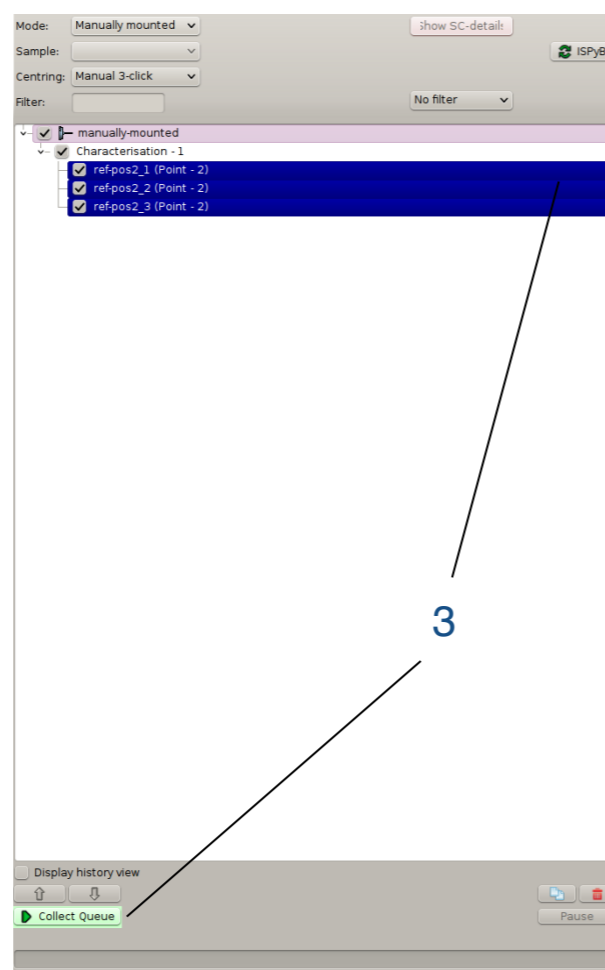 Mode: Manually mounted Show SC-details
Sample: ISPyB
Centring: Manual 3-click
Filter: No filter
manually-mounted
Characterisation - 1
ref-pos2_1 (Point - 2)
ref-pos2_2 (Point - 2)
ref-pos2_3 (Point - 2)
3
Display history view
Collect Queue Pause